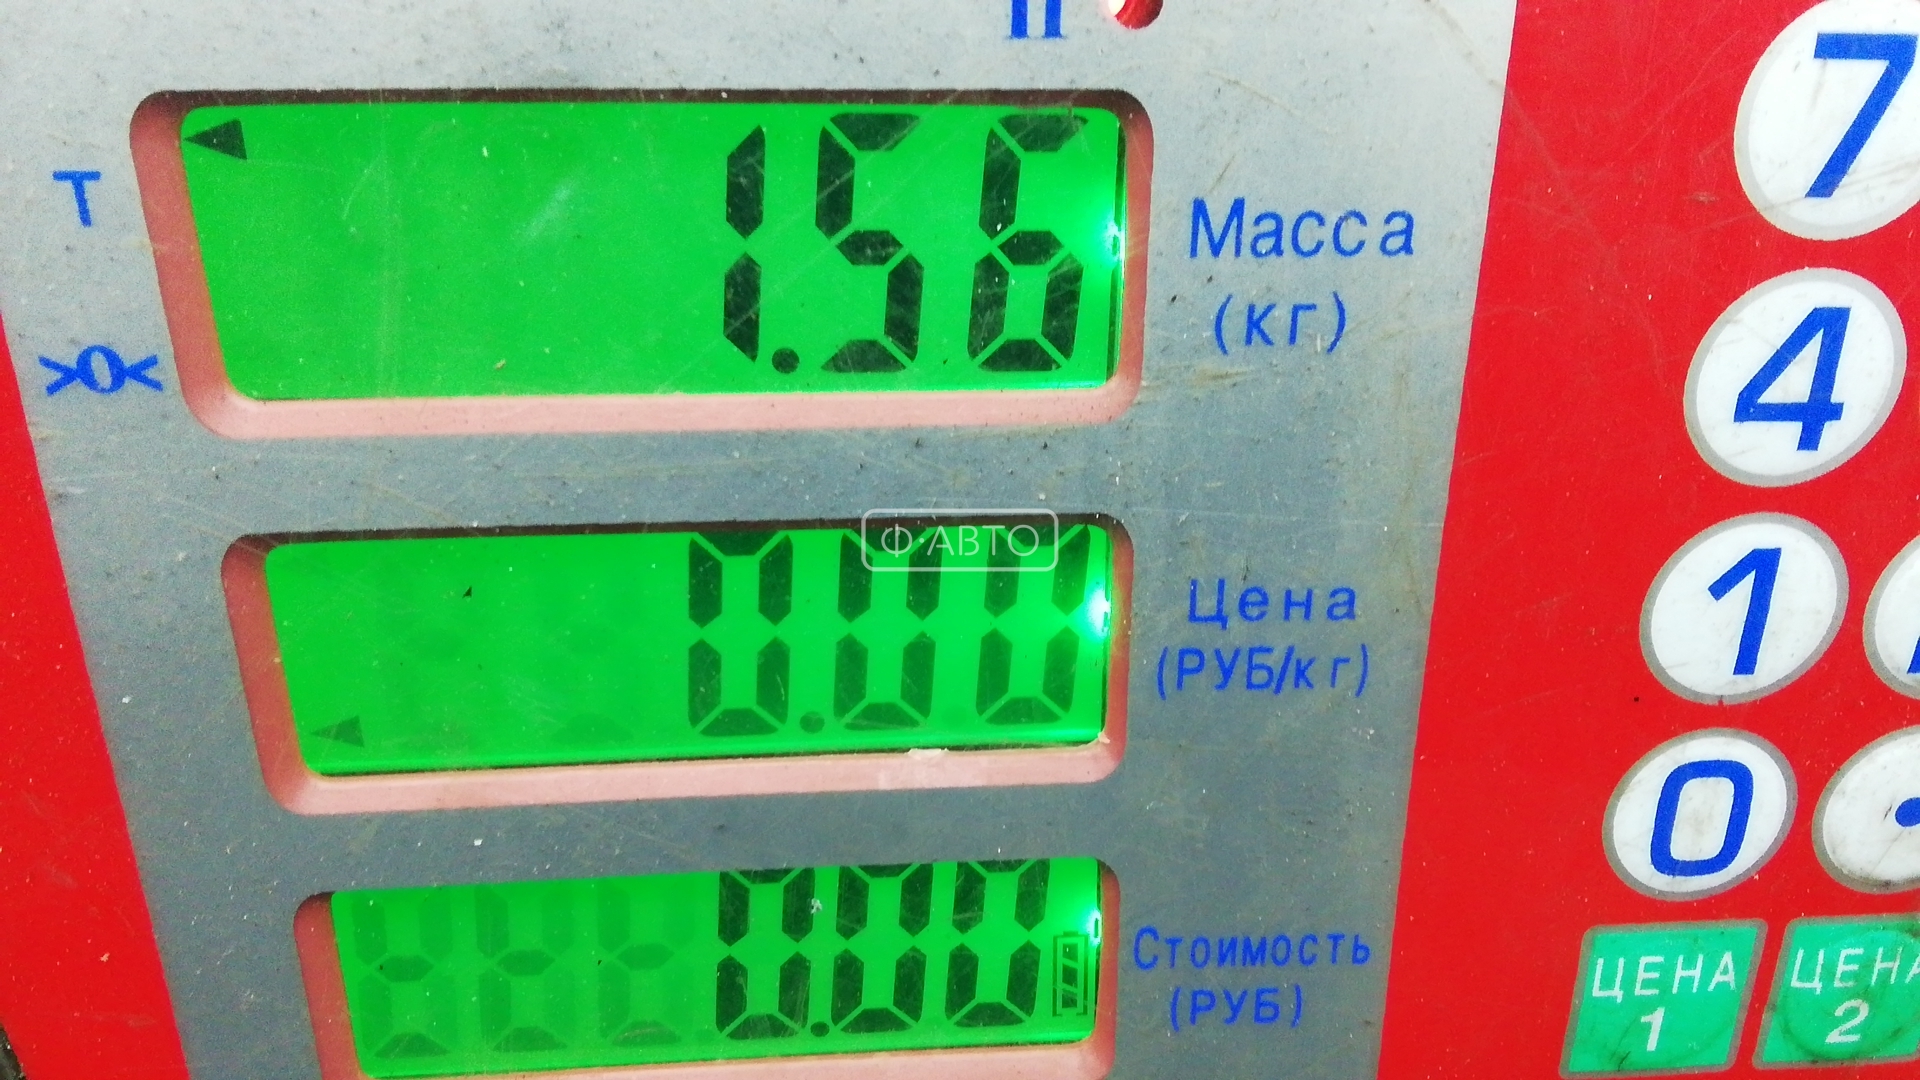 П
1.56
T
Масса
(кг)
>0<
7
4
Ф·АВТО
0.00
Цена
(РУБ/кг)
1
0
0.00
Стоимость
(РУБ)
ЦЕНА
1
ЦЕНА
2